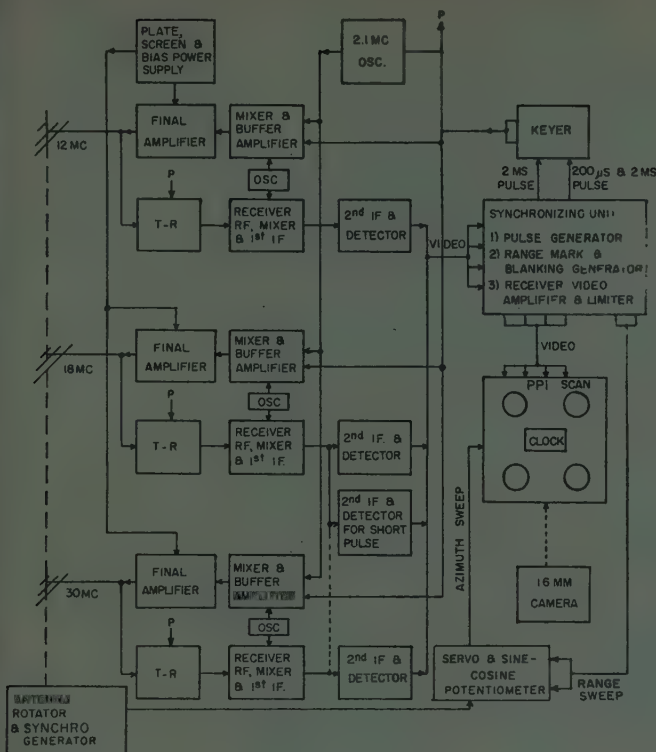 P
PLATE,
SCREEN &
BIAS POWER
SUPPLY
2.1 MC
OSC.
FINAL
AMPLIFIER
MIXER &
BUFFER
AMPLIFIER
KEYER
12 MC
2 MS
PULSE
200 µS & 2 MS
PULSE
P
OSC
T-R
RECEIVER
RF, MIXER
& 1st I.F.
2nd IF &
DETECTOR
VIDEO
SYNCHRONIZING UNIT
1) PULSE GENERATOR
2) RANGE MARK &
BLANKING GENERATOR
3) RECEIVER VIDEO
AMPLIFIER & LIMITER
FINAL
AMPLIFIER
MIXER &
BUFFER
AMPLIFIER
VIDEO
18 MC
P
OSC
PPI SCAN
CLOCK
T-R
RECEIVER
RF, MIXER
& 1st IF.
2nd IF. &
DETECTOR
2nd IF &
DETECTOR
FOR SHORT
PULSE
AZIMUTH SWEEP
FINAL
AMPLIFIER
MIXER &
BUFFER
16 MM
CAMERA
30 MC
P
OSC
T-R
RECEIVER
RF, MIXER
& 1st IF.
2nd IF &
DETECTOR
SERVO & SINE-
COSINE
POTENTIOMETER
RANGE
SWEEP
ROTATOR
& SYNCHRO
GENERATOR